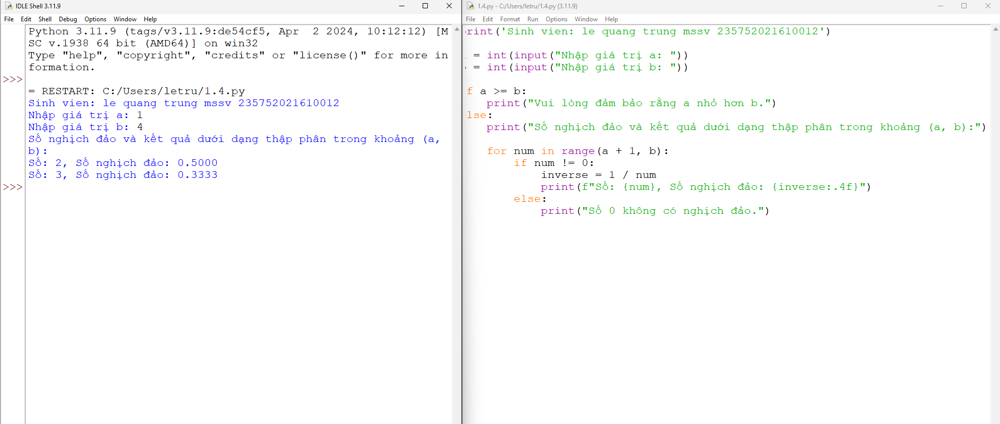 IDLE Shell 3.11.9
File Edit Shell Debug Options Window Help
Python 3.11.9 (tags/v3.11.9:de54cf5, Apr  2 2024, 10:12:12) [M
SC v.1938 64 bit (AMD64)] on win32
Type "help", "copyright", "credits" or "license()" for more in
formation.
>>>
= RESTART: C:/Users/letru/1.4.py
Sinh vien: le quang trung mssv 235752021610012
Nhập giá trị a: 1
Nhập giá trị b: 4
Số nghịch đảo và kết quả dưới dạng thập phân trong khoảng (a,
b):
Số: 2, Số nghịch đảo: 0.5000
Số: 3, Số nghịch đảo: 0.3333
>>>
1.4.py - C:/Users/letru/1.4.py (3.11.9)
File Edit Format Run Options Window Help
rint('Sinh vien: le quang trung mssv 235752021610012')
= int(input("Nhập giá trị a: "))
= int(input("Nhập giá trị b: "))
f a >= b:
print("Vui lòng đảm bảo rằng a nhỏ hơn b.")
lse:
print("Số nghịch đảo và kết quả dưới dạng thập phân trong khoảng (a, b):")
for num in range(a + 1, b):
if num != 0:
inverse = 1 / num
print(f"Số: {num}, Số nghịch đảo: {inverse:.4f}")
else:
print("Số 0 không có nghịch đảo.")